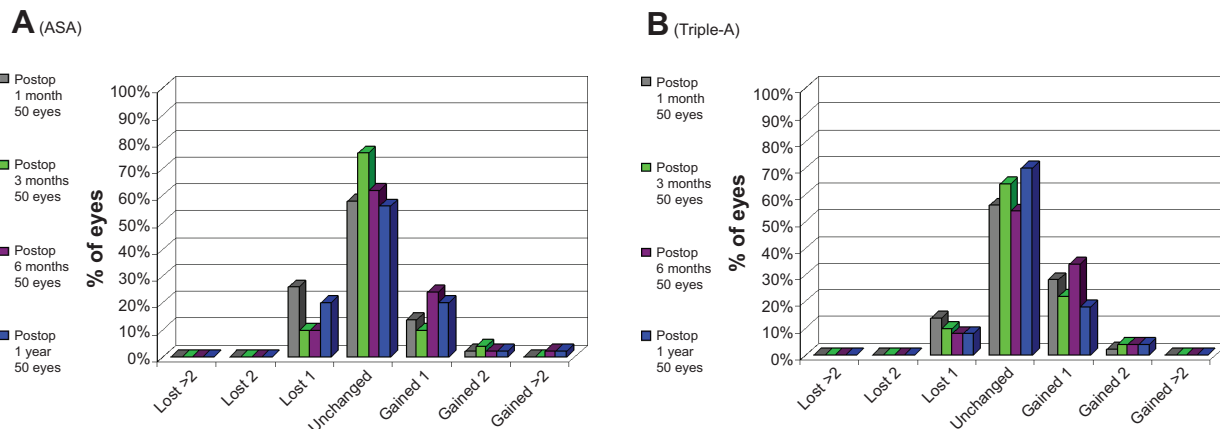 A (ASA)
Postop
1 month
50 eyes
Postop
3 months
50 eyes
Postop
6 months
50 eyes
Postop
1 year
50 eyes
% of eyes
100%
90%
80%
70%
60%
50%
40%
30%
20%
10%
0%
Lost >2
Lost 2
Lost 1
Unchanged
Gained 1
Gained 2
Gained >2
B (Triple-A)
Postop
1 month
50 eyes
Postop
3 months
50 eyes
Postop
6 months
50 eyes
Postop
1 year
50 eyes
% of eyes
100%
90%
80%
70%
60%
50%
40%
30%
20%
10%
0%
Lost >2
Lost 2
Lost 1
Unchanged
Gained 1
Gained 2
Gained >2